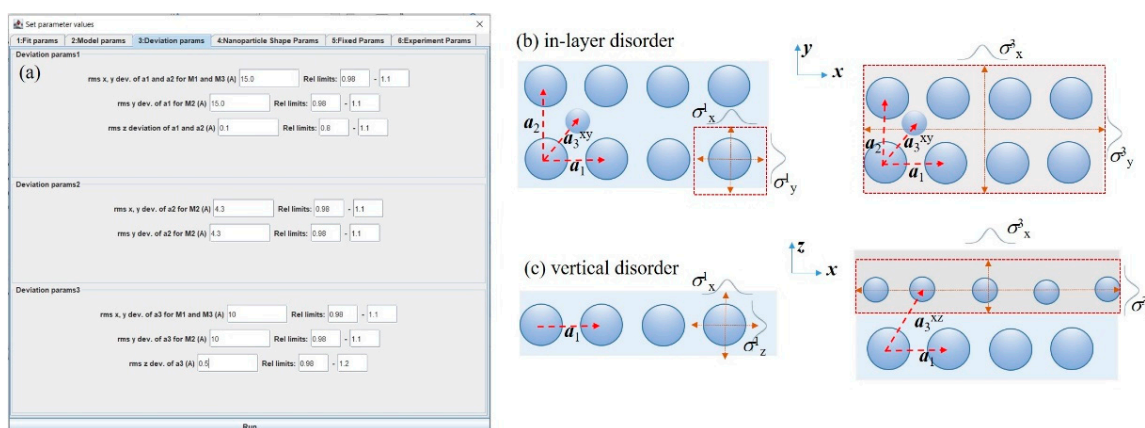 Set parameter values
1:Fit params 2:Model params 3:Deviation params 4:Nanoparticle Shape Params 5:Fixed Params 6:Experiment Params
Deviation params1
(a)
rms x, y dev. of a1 and a2 for M1 and M3 (A) 15.0 Rel limits: 0.98 - 1.1
rms y dev. of a1 for M2 (A) 15.0 Rel limits: 0.98 - 1.1
rms z deviation of a1 and a2 (A) 0.1 Rel limits: 0.8 - 1.1
Deviation params2
rms x, y dev. of a2 for M2 (A) 4.3 Rel limits: 0.98 - 1.1
rms y dev. of a2 for M2 (A) 4.3 Rel limits: 0.98 - 1.1
Deviation params3
rms x, y dev. of a3 for M1 and M3 (A) 10 Rel limits: 0.98 - 1.1
rms y dev. of a3 for M2 (A) 10 Rel limits: 0.98 - 1.1
rms z dev. of a3 (A) 0.5 Rel limits: 0.98 - 1.2
Run
(b) in-layer disorder
y
x
a₂
a₃ˣʸ
a₁
σ¹ₓ
σ¹y
σ³ₓ
a₂
a₃ˣʸ
a₁
σ³y
(c) vertical disorder
z
x
σ¹ₓ
a₁
σ¹z
σ³ₓ
a₃ˣᶻ
a₁